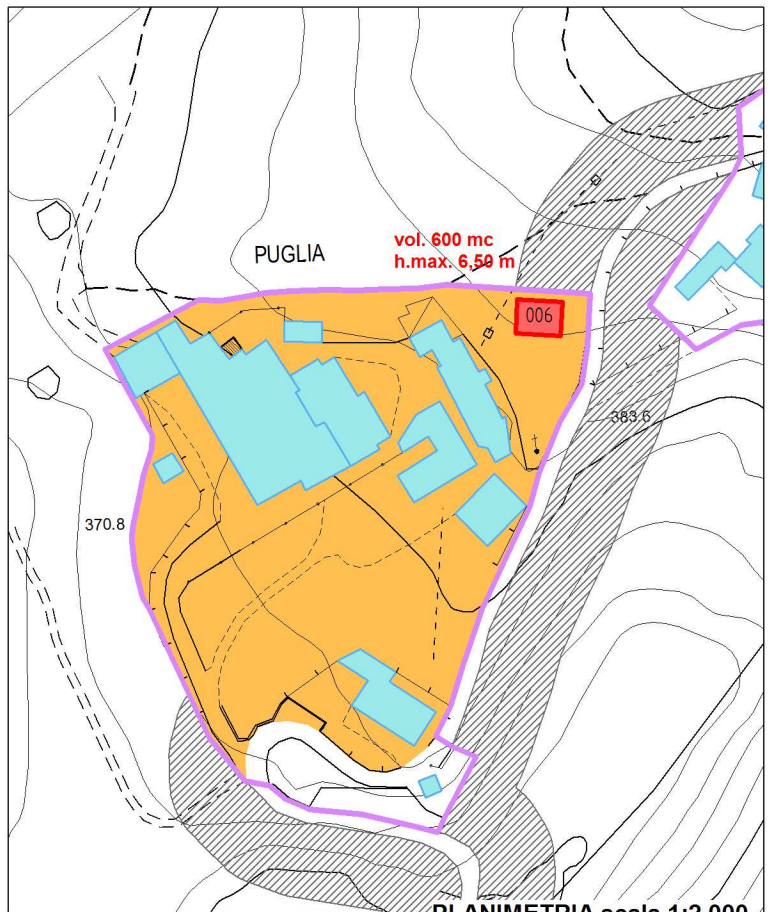 PUGLIA
vol. 600 mc
h.max. 6,50 m
006
383.6
370.8
PLANIMETRIA scala 1:2.000